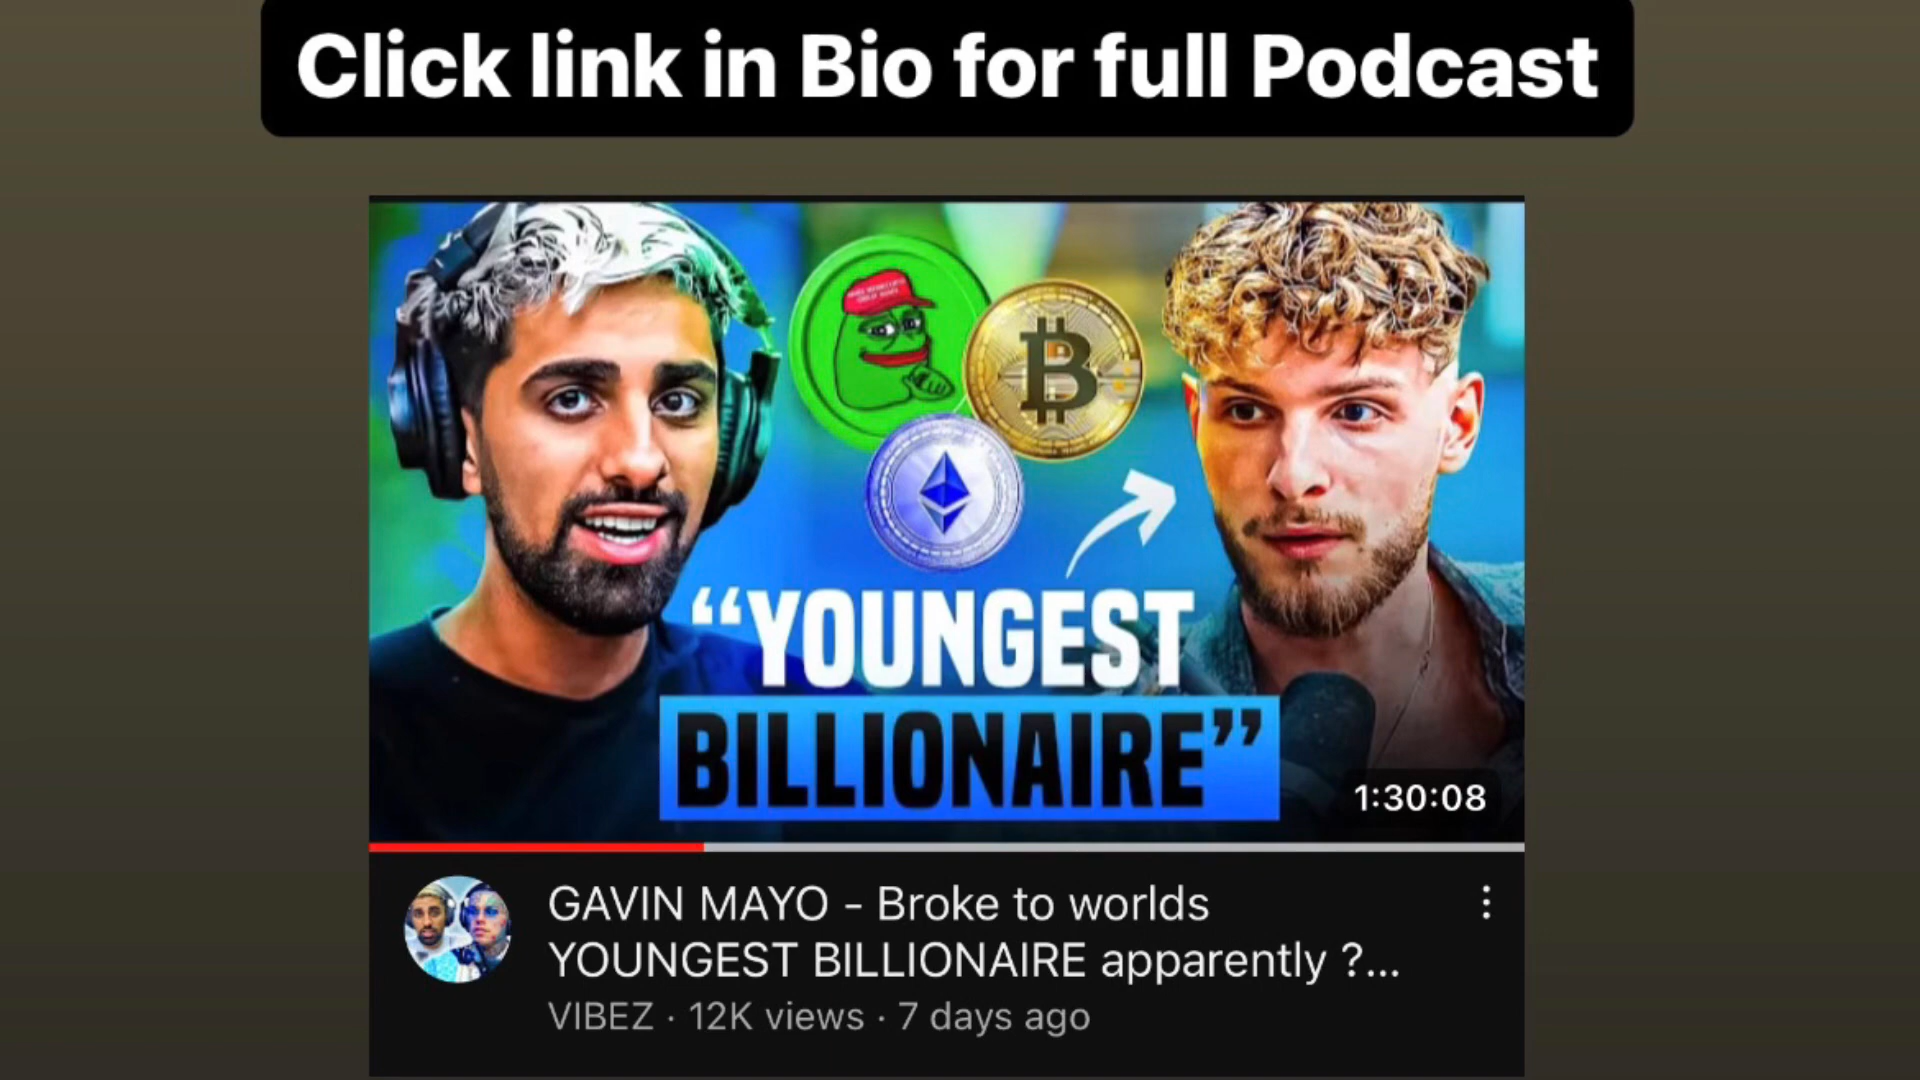 Click link in Bio for full Podcast
B
“YOUNGEST
BILLIONAIRE”
1:30:08
GAVIN MAYO - Broke to worlds
YOUNGEST BILLIONAIRE apparently ?...
VIBEZ · 12K views · 7 days ago